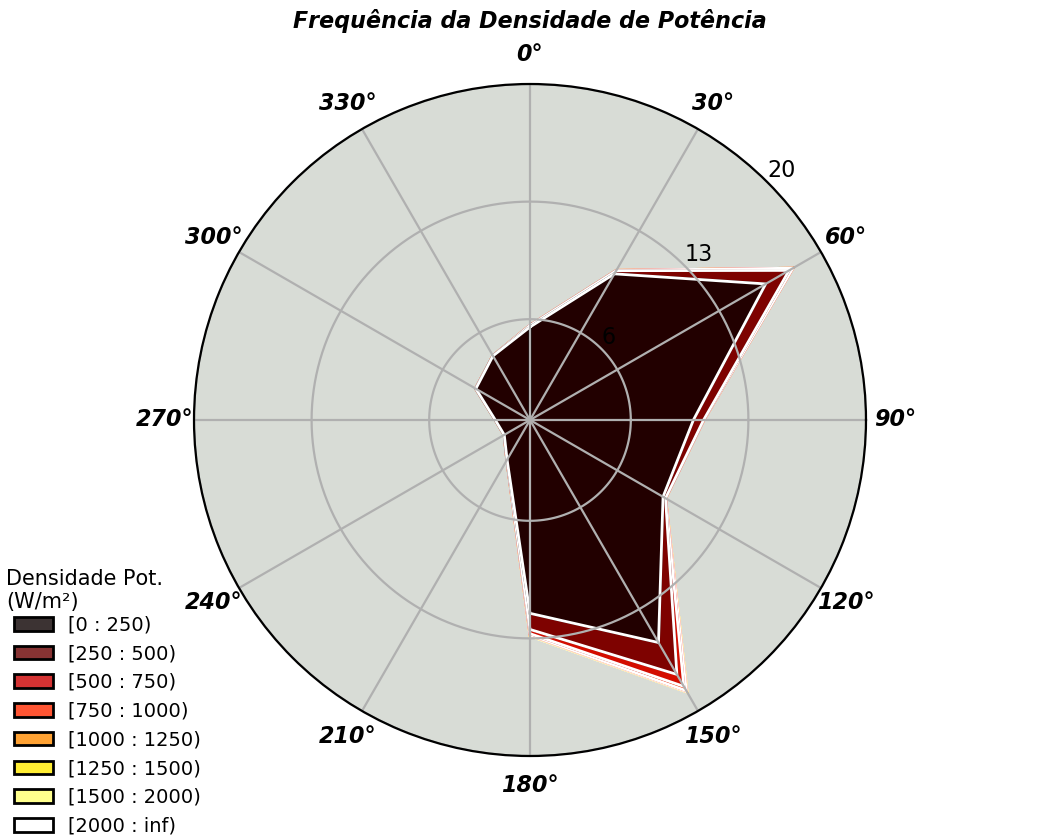 Frequência da Densidade de Potência
0°
330°
30°
20
300°
60°
13
6
270°
90°
240°
120°
210°
150°
180°
Densidade Pot.
(W/m²)
[0 : 250)
[250 : 500)
[500 : 750)
[750 : 1000)
[1000 : 1250)
[1250 : 1500)
[1500 : 2000)
[2000 : inf)